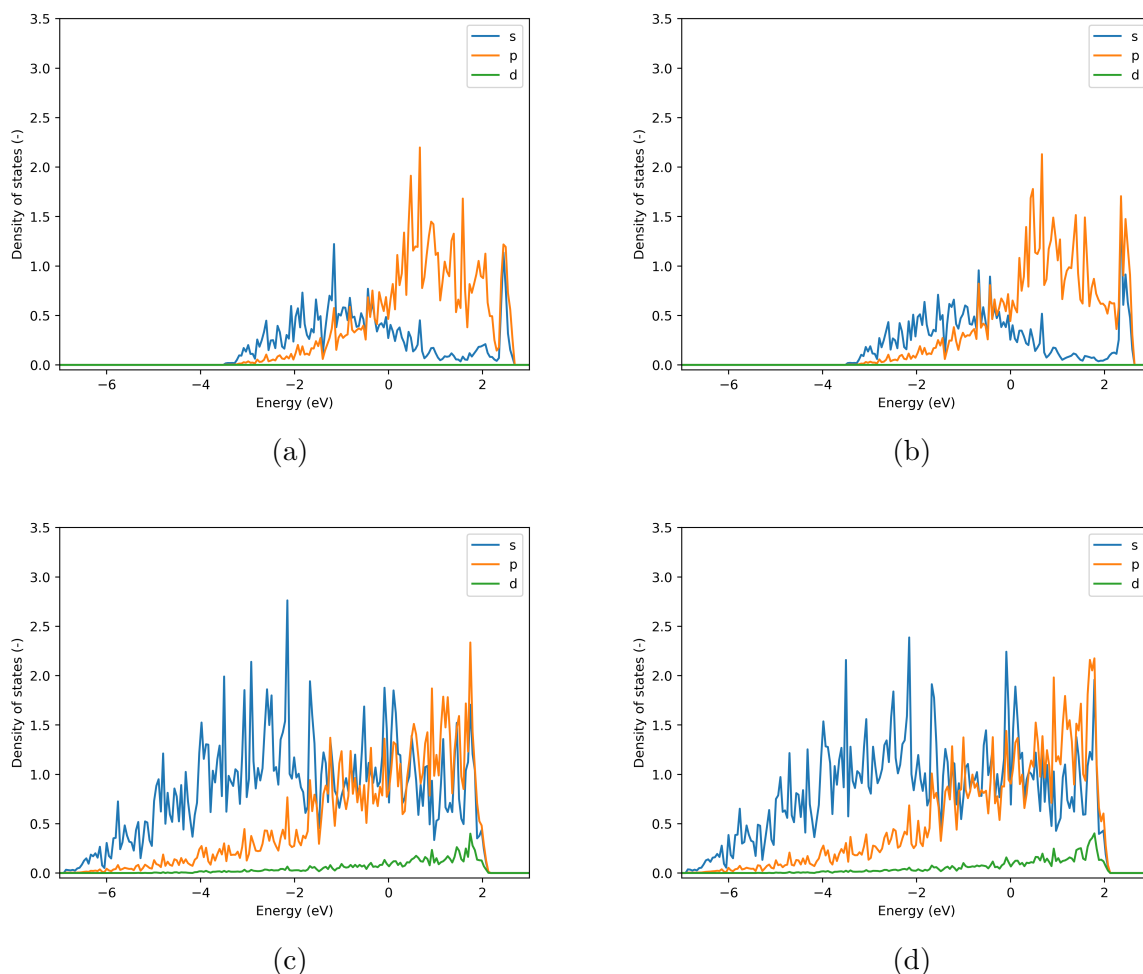 3.5
3.0
2.5
2.0
1.5
1.0
0.5
0.0
Density of states (-)
−6 −4 −2 0 2
Energy (eV)
s
p
d
(a)
3.5
3.0
2.5
2.0
1.5
1.0
0.5
0.0
Density of states (-)
−6 −4 −2 0 2
Energy (eV)
s
p
d
(b)
3.5
3.0
2.5
2.0
1.5
1.0
0.5
0.0
Density of states (-)
−6 −4 −2 0 2
Energy (eV)
s
p
d
(c)
3.5
3.0
2.5
2.0
1.5
1.0
0.5
0.0
Density of states (-)
−6 −4 −2 0 2
Energy (eV)
s
p
d
(d)